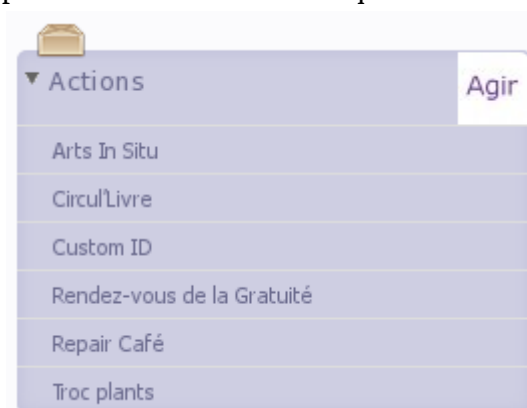 Actions
Agir
Arts In Situ
Circul'Livre
Custom ID
Rendez-vous de la Gratuité
Repair Café
Troc plants